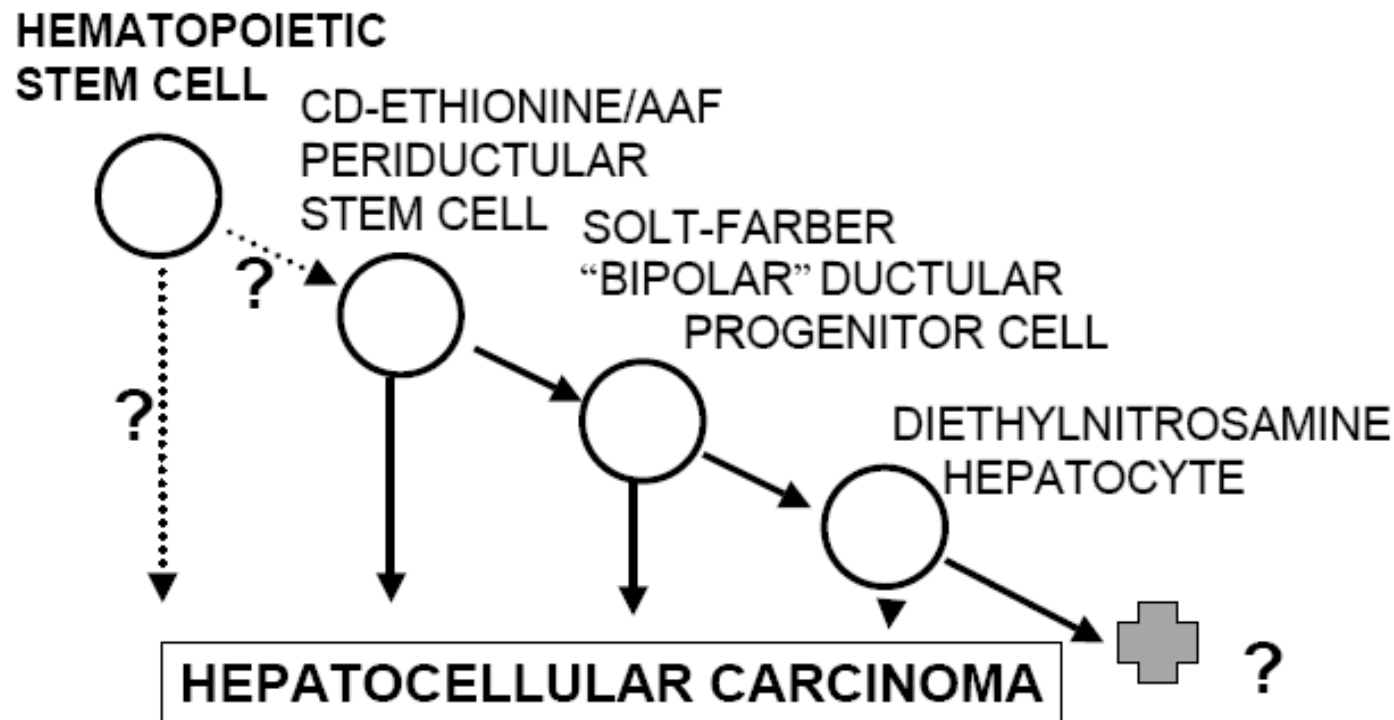 HEMATOPOIETIC
STEM CELL
CD-ETHIONINE/AAF
PERIDUCTULAR
STEM CELL
SOLT-FARBER
“BIPOLAR” DUCTULAR
PROGENITOR CELL
?
?
DIETHYLNITROSAMINE
HEPATOCYTE
HEPATOCELLULAR CARCINOMA
?